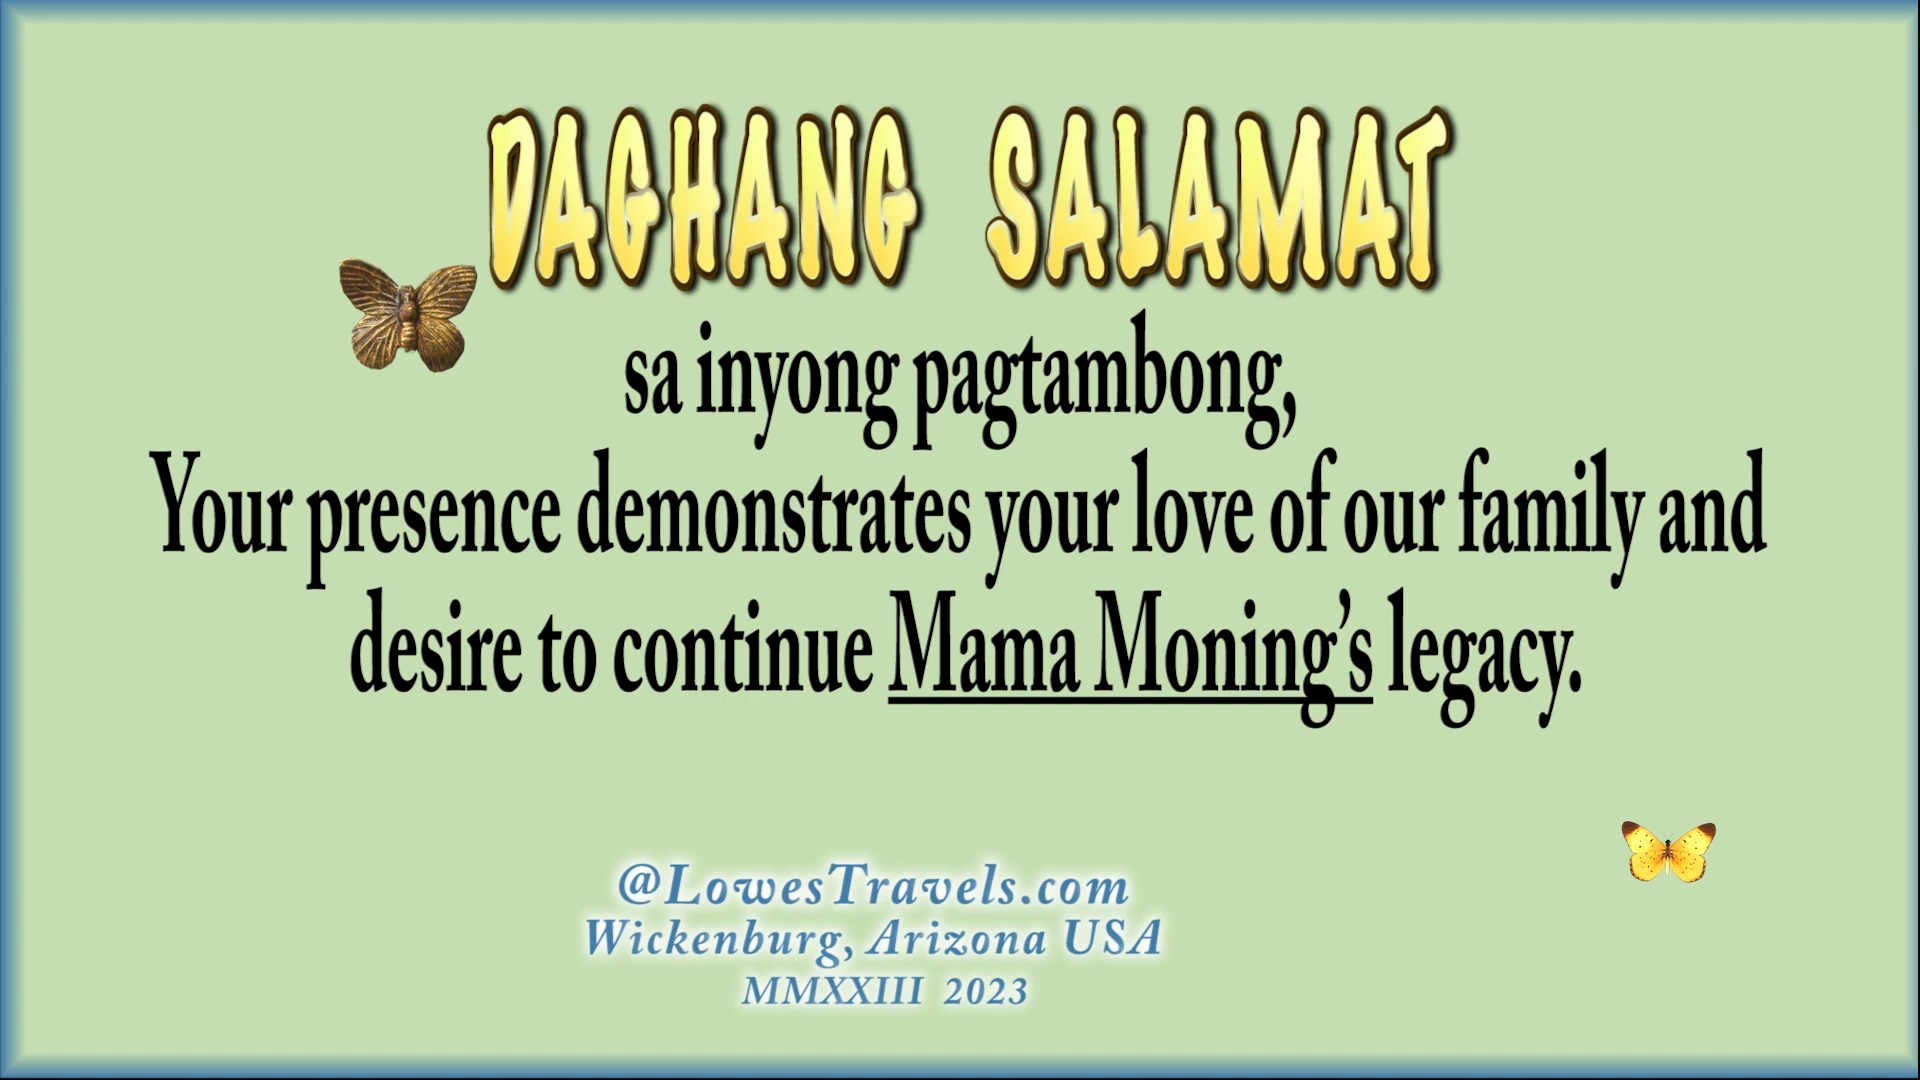 DAGHANG SALAMAT
sa inyong pagtambong,
Your presence demonstrates your love of our family and
desire to continue Mama Moning’s legacy.
@LowesTravels.com
Wickenburg, Arizona USA
MMXXIII 2023